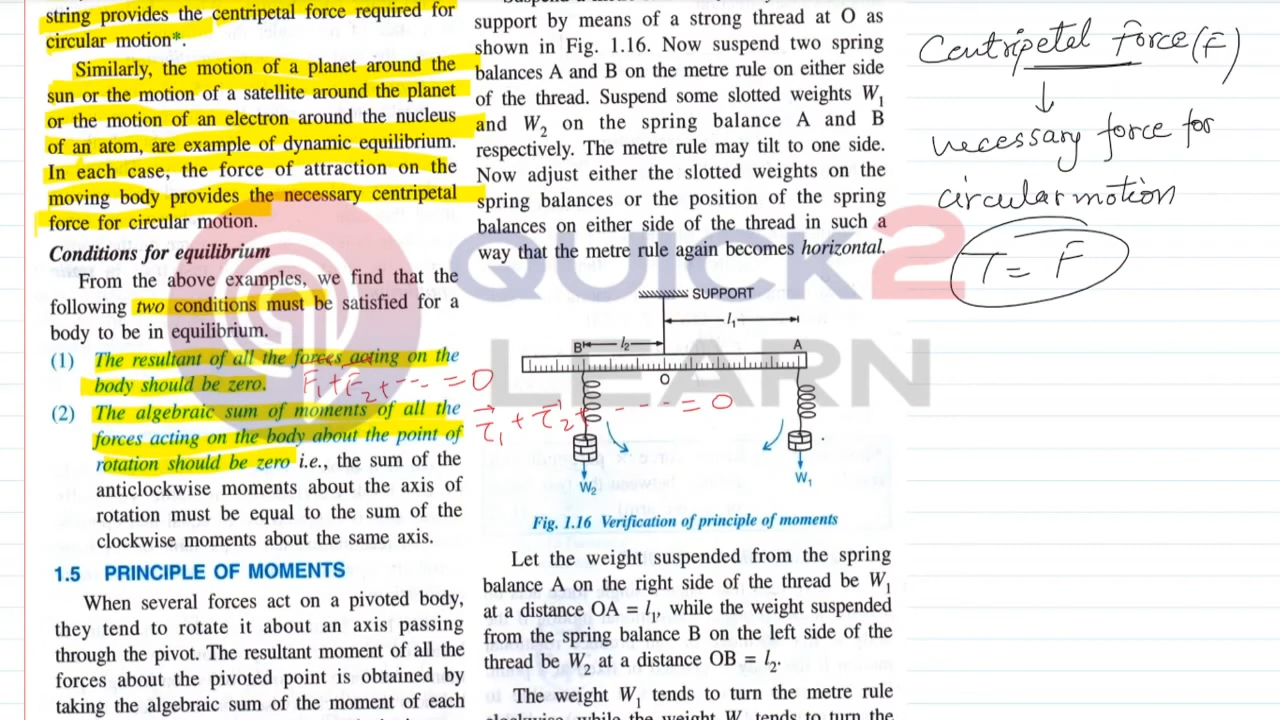 string provides the centripetal force required for
circular motion*.
Similarly, the motion of a planet around the
sun or the motion of a satellite around the planet
or the motion of an electron around the nucleus
of an atom, are example of dynamic equilibrium.
In each case, the force of attraction on the
moving body provides the necessary centripetal
force for circular motion.
Conditions for equilibrium
From the above examples, we find that the
following two conditions must be satisfied for a
body to be in equilibrium.
(1) The resultant of all the forces acting on the
body should be zero.
F₁ + F₂ + --- = 0
(2) The algebraic sum of moments of all the
forces acting on the body about the point of
rotation should be zero i.e., the sum of the
anticlockwise moments about the axis of
rotation must be equal to the sum of the
clockwise moments about the same axis.
τ₁ + τ₂ + ---- = 0
1.5 PRINCIPLE OF MOMENTS
When several forces act on a pivoted body,
they tend to rotate it about an axis passing
through the pivot. The resultant moment of all the
forces about the pivoted point is obtained by
taking the algebraic sum of the moment of each
support by means of a strong thread at O as
shown in Fig. 1.16. Now suspend two spring
balances A and B on the metre rule on either side
of the thread. Suspend some slotted weights W₁
and W₂ on the spring balance A and B
respectively. The metre rule may tilt to one side.
Now adjust either the slotted weights on the
spring balances or the position of the spring
balances on either side of the thread in such a
way that the metre rule again becomes horizontal.
SUPPORT
l₁
B l₂ A
O
W₂ W₁
Fig. 1.16 Verification of principle of moments
Let the weight suspended from the spring
balance A on the right side of the thread be W₁
at a distance OA = l₁, while the weight suspended
from the spring balance B on the left side of the
thread be W₂ at a distance OB = l₂.
The weight W₁ tends to turn the metre rule
Centripetal Force (F)
↓
necessary force for
circular motion
T = F
QUICK2
LEARN